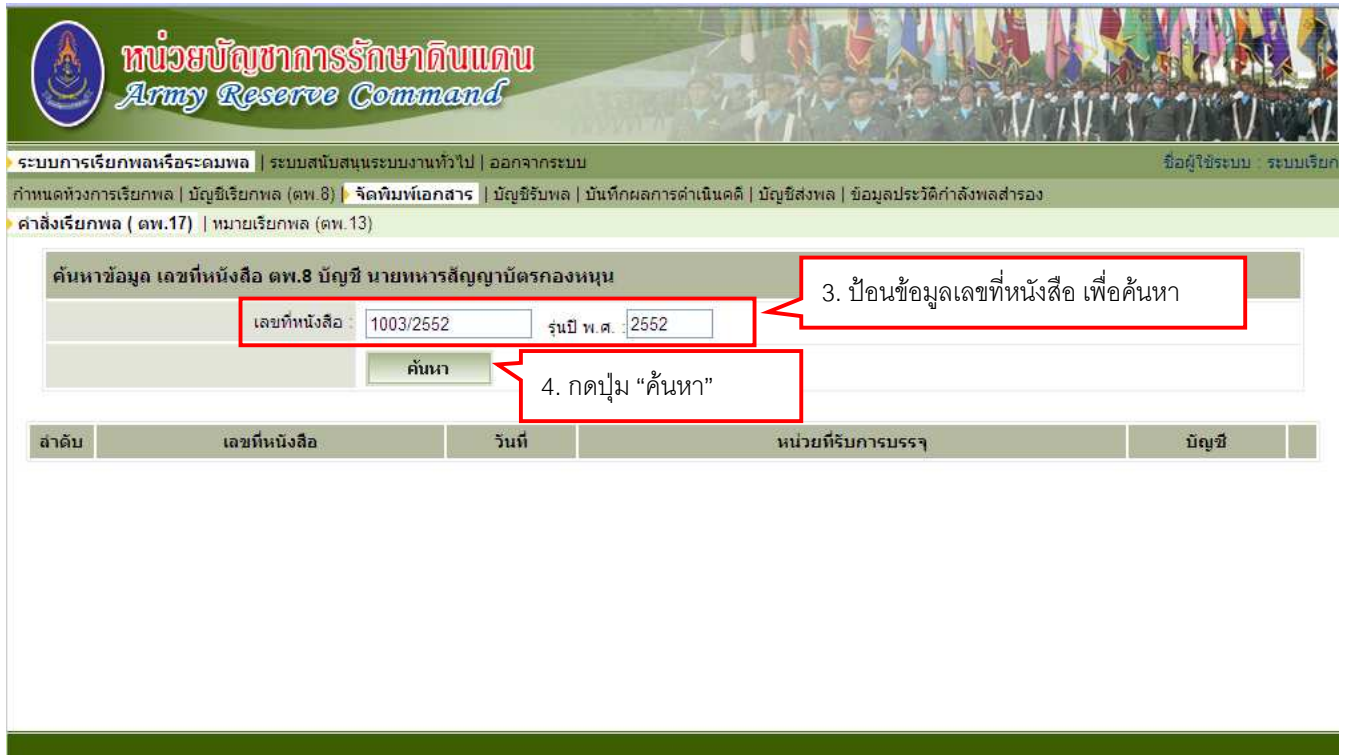 หน่วยบัญชาการรักษาดินแดน
Army Reserve Command
ระบบการเรียกพลหรือระดมพล | ระบบสนับสนุนระบบงานทั่วไป | ออกจากระบบ ชื่อผู้ใช้ระบบ : ระบบเรียก
กำหนดห้วงการเรียกพล | บัญชีเรียกพล (ตพ.8) จัดพิมพ์เอกสาร | บัญชีรับพล | บันทึกผลการดำเนินคดี | บัญชีส่งพล | ข้อมูลประวัติกำลังพลสำรอง
คำสั่งเรียกพล ( ตพ.17) | หมายเรียกพล (ตพ.13)
ค้นหาข้อมูล เลขที่หนังสือ ตพ.8 บัญชี นายทหารสัญญาบัตรกองหนุน
3. ป้อนข้อมูลเลขที่หนังสือ เพื่อค้นหา
เลขที่หนังสือ : 1003/2552 รุ่นปี พ.ศ. : 2552
ค้นหา
4. กดปุ่ม “ค้นหา”
ลำดับ เลขที่หนังสือ วันที่ หน่วยที่รับการบรรจุ บัญชี